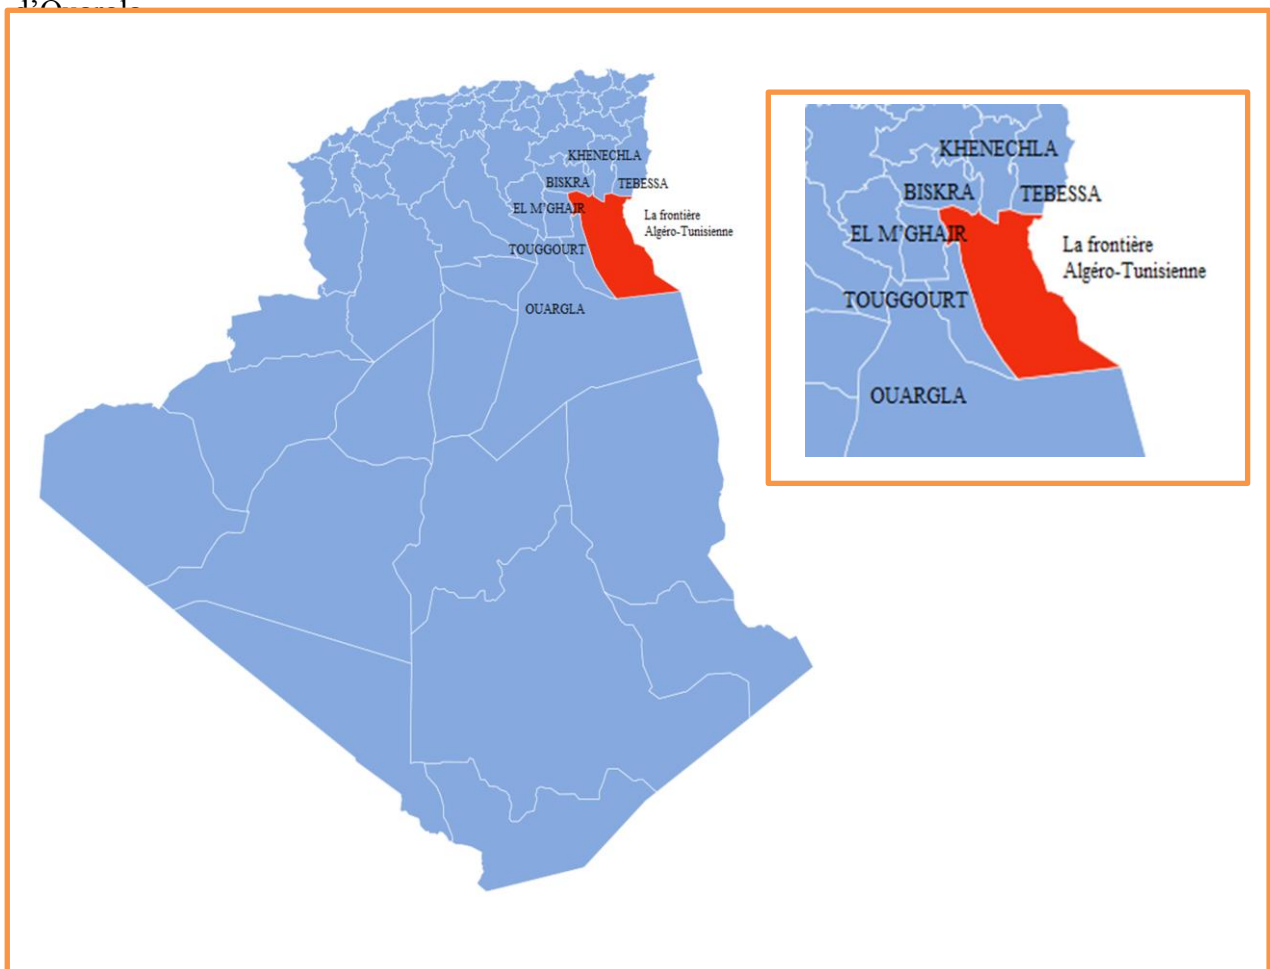 KHENECHLA
BISKRA
TEBESSA
EL M'GHAIR
La frontière
Algéro-Tunisienne
TOUGGOURT
OUARGLA
KHENECHLA
BISKRA
TEBESSA
EL M'GHAIR
La frontière
Algéro-Tunisienne
TOUGGOURT
OUARGLA